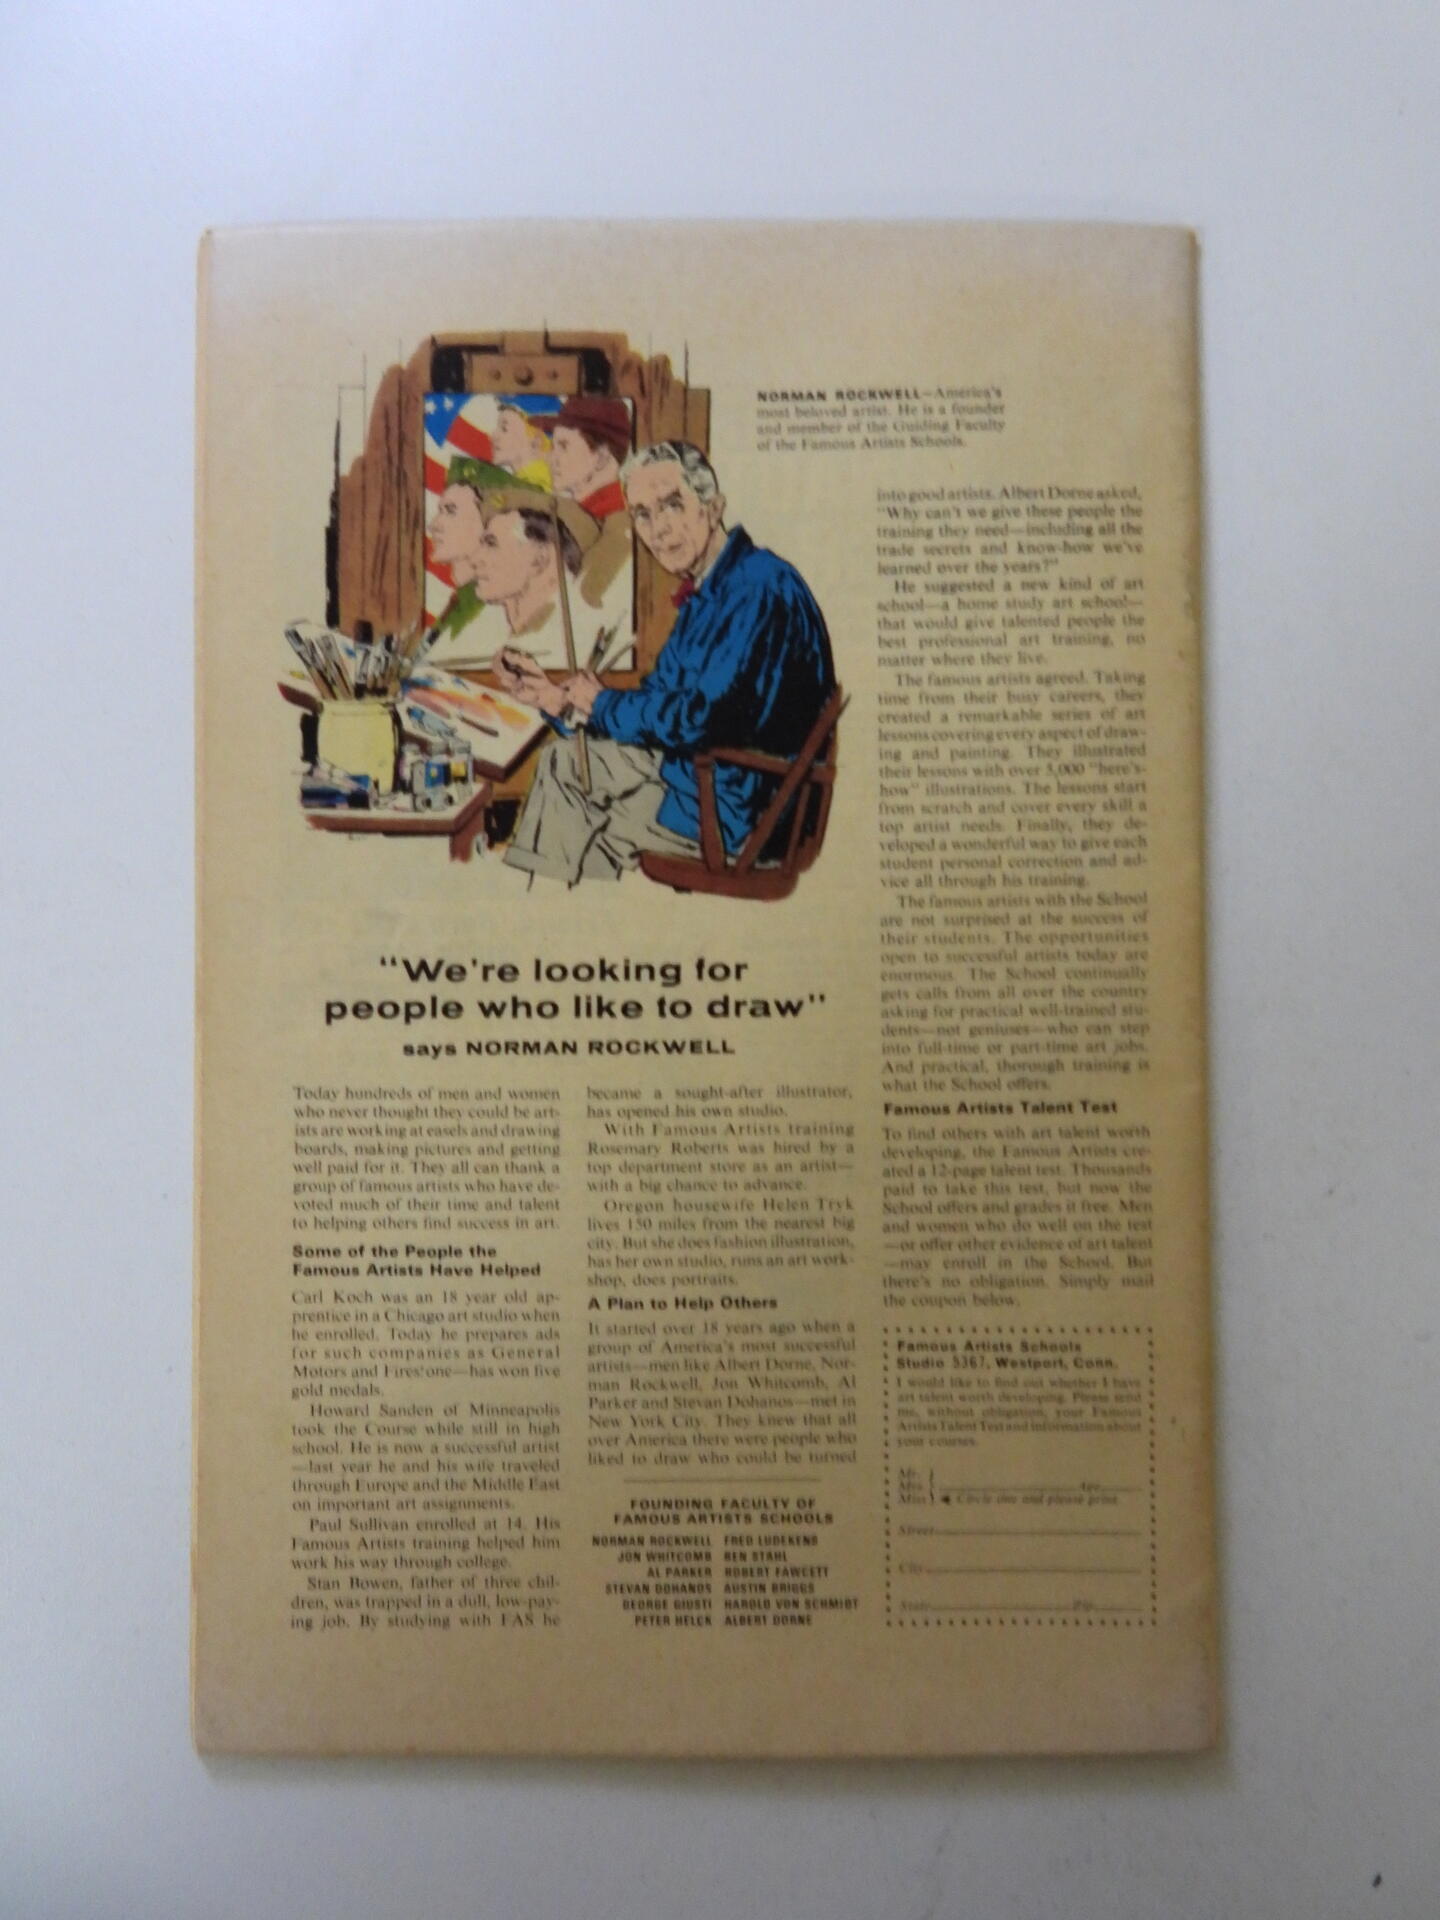 NORMAN ROCKWELL—America's
most beloved artist. He is a founder
and member of the Guiding Faculty
of the Famous Artists Schools.
"We're looking for
people who like to draw"
says NORMAN ROCKWELL
Today hundreds of men and women
who never thought they could be art-
ists are working at easels and drawing
boards, making pictures and getting
well paid for it. They all can thank a
group of famous artists who have de-
voted much of their time and talent
to helping others find success in art.
Some of the People the
Famous Artists Have Helped
Carl Koch was an 18 year old ap-
prentice in a Chicago art studio when
he enrolled. Today he prepares ads
for such companies as General
Motors and Firestone—has won five
gold medals.
Howard Sanden of Minneapolis
took the Course while still in high
school. He is now a successful artist
—last year he and his wife traveled
through Europe and the Middle East
on important art assignments.
Paul Sullivan enrolled at 14. His
Famous Artists training helped him
work his way through college.
Stan Bowen, father of three chil-
dren, was trapped in a dull, low-pay-
ing job. By studying with FAS he
became a sought-after illustrator,
has opened his own studio.
With Famous Artists training
Rosemary Roberts was hired by a
top department store as an artist—
with a big chance to advance.
Oregon housewife Helen Tryk
lives 150 miles from the nearest big
city. But she does fashion illustration,
has her own studio, runs an art work-
shop, does portraits.
A Plan to Help Others
It started over 18 years ago when a
group of America's most successful
artists—men like Albert Dorne, Nor-
man Rockwell, Jon Whitcomb, Al
Parker and Stevan Dohanos—met in
New York City. They knew that all
over America there were people who
liked to draw who could be turned
FOUNDING FACULTY OF
FAMOUS ARTISTS SCHOOLS
NORMAN ROCKWELL FRED LUDEKENS
JON WHITCOMB BEN STAHL
AL PARKER ROBERT FAWCETT
STEVAN DOHANOS AUSTIN BRIGGS
GEORGE GIUSTI HAROLD VON SCHMIDT
PETER HELCK ALBERT DORNE
into good artists. Albert Dorne asked,
"Why can't we give these people the
training they need—including all the
trade secrets and know-how we've
learned over the years?"
He suggested a new kind of art
school—a home study art school—
that would give talented people the
best professional art training, no
matter where they live.
The famous artists agreed. Taking
time from their busy careers, they
created a remarkable series of art
lessons covering every aspect of draw-
ing and painting. They illustrated
their lessons with over 5,000 "here's-
how" illustrations. The lessons start
from scratch and cover every skill a
top artist needs. Finally, they de-
veloped a wonderful way to give each
student personal correction and ad-
vice all through his training.
The famous artists with the School
are not surprised at the success of
their students. The opportunities
open to successful artists today are
enormous. The School continually
gets calls from all over the country
asking for practical well-trained stu-
dents—not geniuses—who can step
into full-time or part-time art jobs.
And practical, thorough training is
what the School offers.
Famous Artists Talent Test
To find others with art talent worth
developing, the Famous Artists cre-
ated a 12-page talent test. Thousands
paid to take this test, but now the
School offers and grades it free. Men
and women who do well on the test
—or offer other evidence of art talent
—may enroll in the School. But
there's no obligation. Simply mail
the coupon below.
Famous Artists Schools
Studio 5367, Westport, Conn.
I would like to find out whether I have
art talent worth developing. Please send
me, without obligation, your Famous
Artists Talent Test and information about
your courses.
Mr.
Mrs. Age
Miss Circle one and please print
Street
City
State Zip